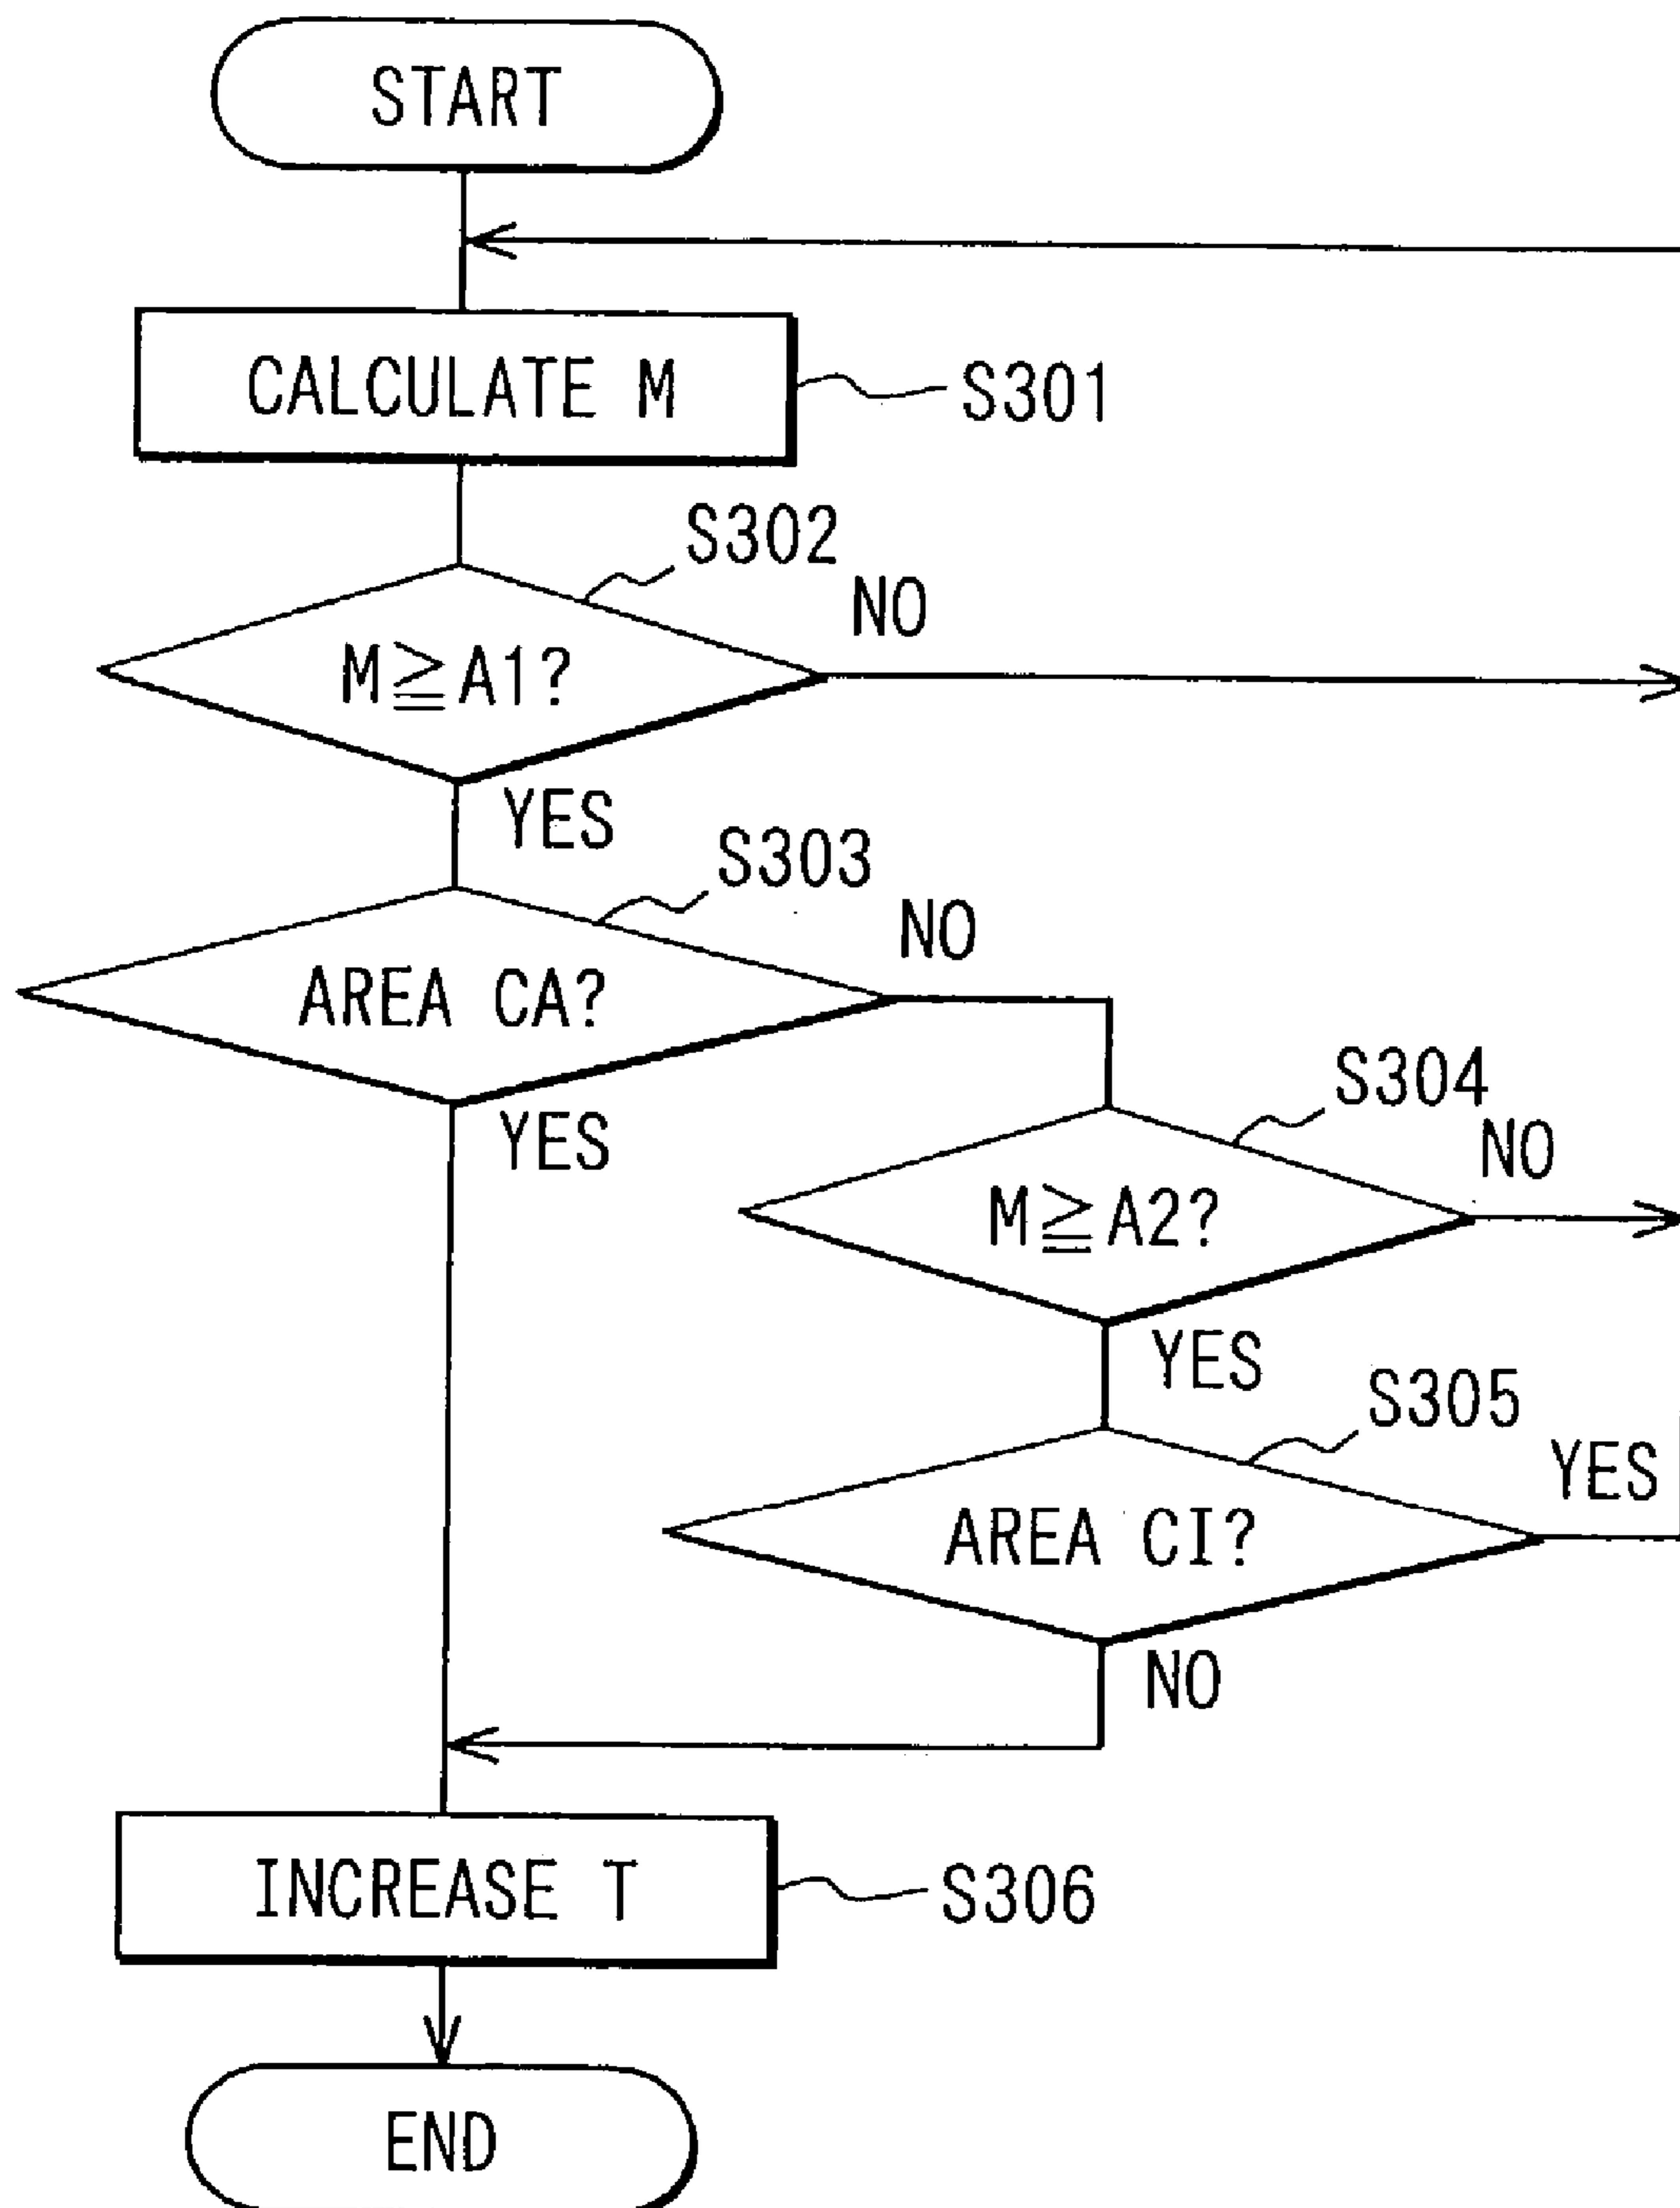 START
CALCULATE M
S301
S302
NO
M≧A1?
YES
S303
NO
AREA CA?
YES
S304
NO
M≧A2?
YES
S305
YES
AREA CI?
NO
INCREASE T
S306
END